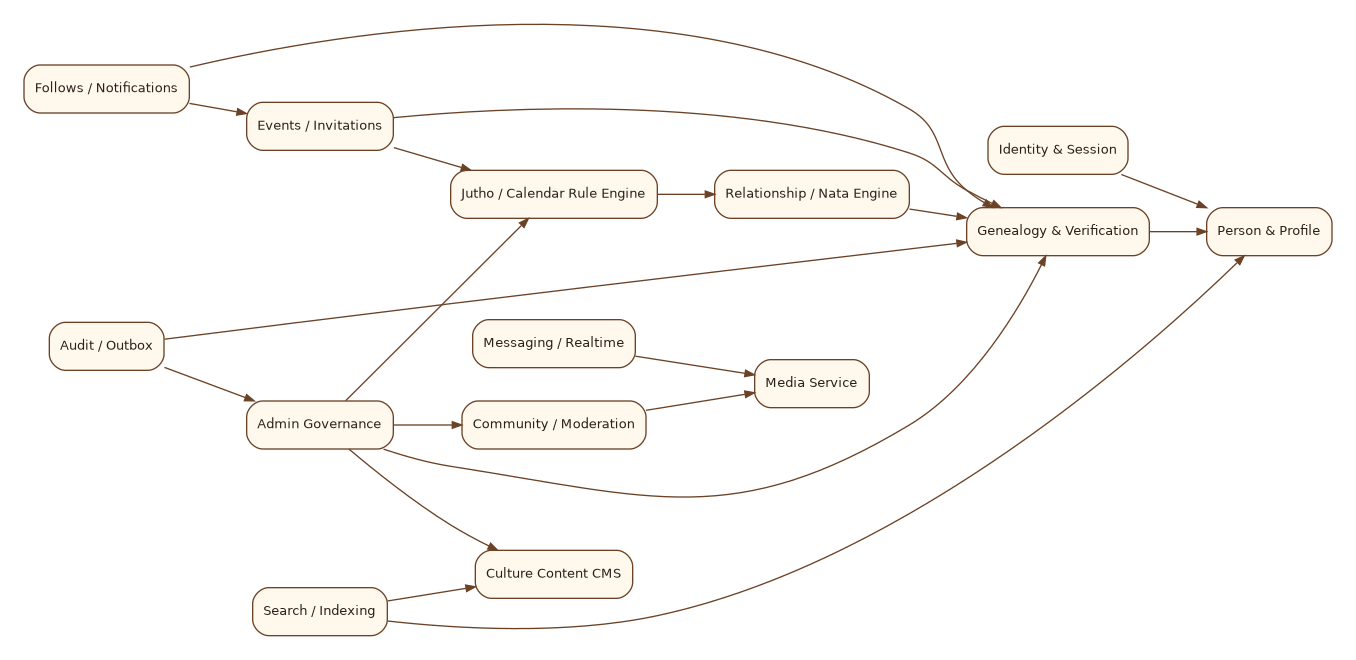 Follows / Notifications
Events / Invitations
Identity & Session
Jutho / Calendar Rule Engine
Relationship / Nata Engine
Genealogy & Verification
Person & Profile
Audit / Outbox
Messaging / Realtime
Media Service
Admin Governance
Community / Moderation
Culture Content CMS
Search / Indexing